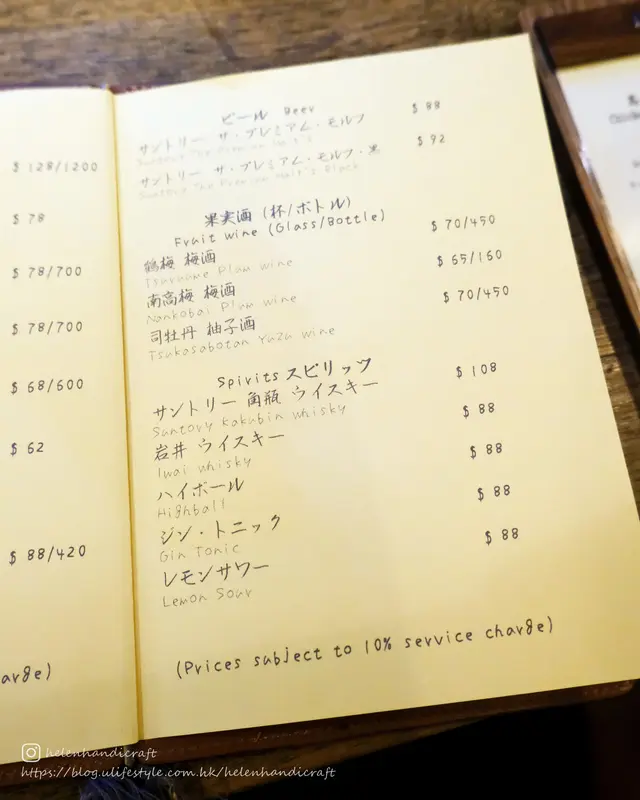 $ 128/1200
$ 78
$ 78/700
$ 78/700
$ 68/600
$ 62
$ 88/420
arge)
ビール Beer
サントリー ザ・プレミアム・モルツ $ 88
Suntory The Premium Malt's
サントリー ザ・プレミアム・モルツ・黒 $ 92
Suntory The Premium Malt's Black
果実酒 (杯/ボトル)
Fruit wine (Glass/Bottle)
鶴梅 梅酒 $ 70/450
Tsuruume Plum wine
南高梅 梅酒 $ 65/160
Nankobai Plum wine
司牡丹 柚子酒 $ 70/450
Tsukasabotan Yuzu wine
Spirits スピリッツ
サントリー 角瓶 ウイスキー $ 108
Suntory Kakubin whisky
岩井 ウイスキー $ 88
Iwai whisky
ハイボール $ 88
Highball
ジン・トニック $ 88
Gin Tonic
レモンサワー $ 88
Lemon Sour
(Prices subject to 10% service charge)
helenhandicraft
https://blog.ulifestyle.com.hk/helenhandicraft